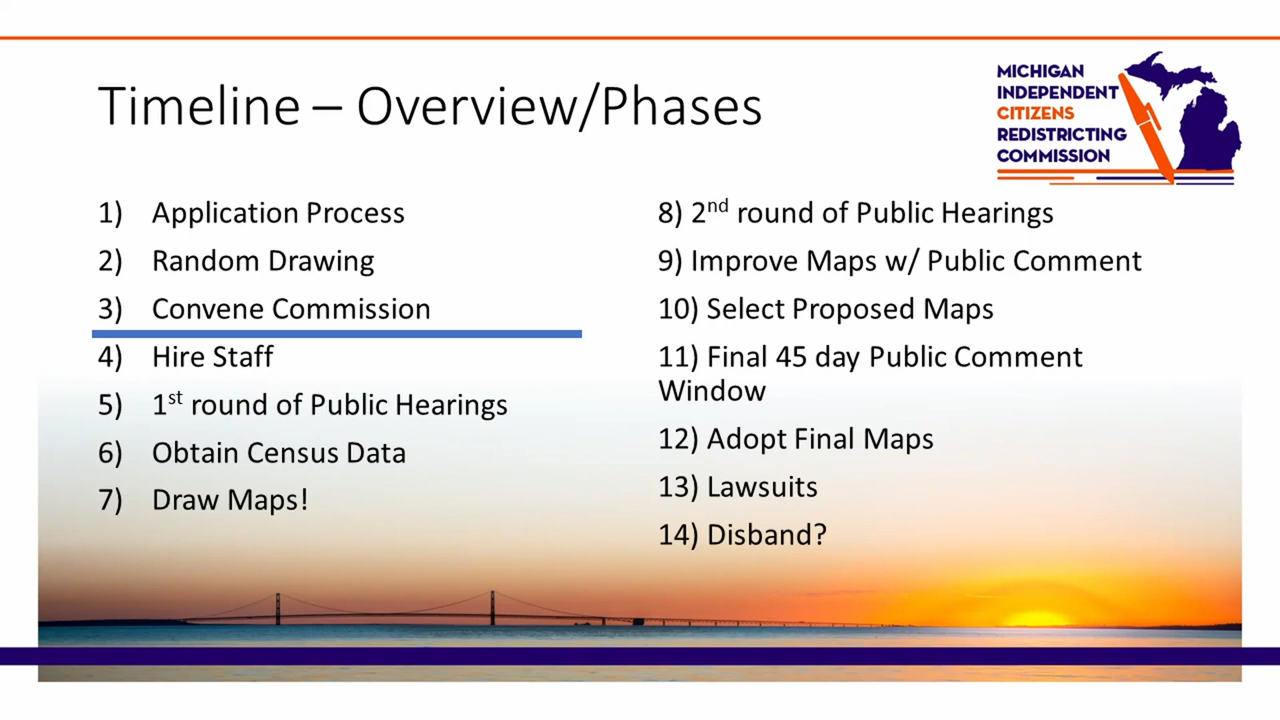 Timeline – Overview/Phases
MICHIGAN
INDEPENDENT
CITIZENS
REDISTRICTING
COMMISSION
1) Application Process
2) Random Drawing
3) Convene Commission
4) Hire Staff
5) 1st round of Public Hearings
6) Obtain Census Data
7) Draw Maps!
8) 2nd round of Public Hearings
9) Improve Maps w/ Public Comment
10) Select Proposed Maps
11) Final 45 day Public Comment
Window
12) Adopt Final Maps
13) Lawsuits
14) Disband?